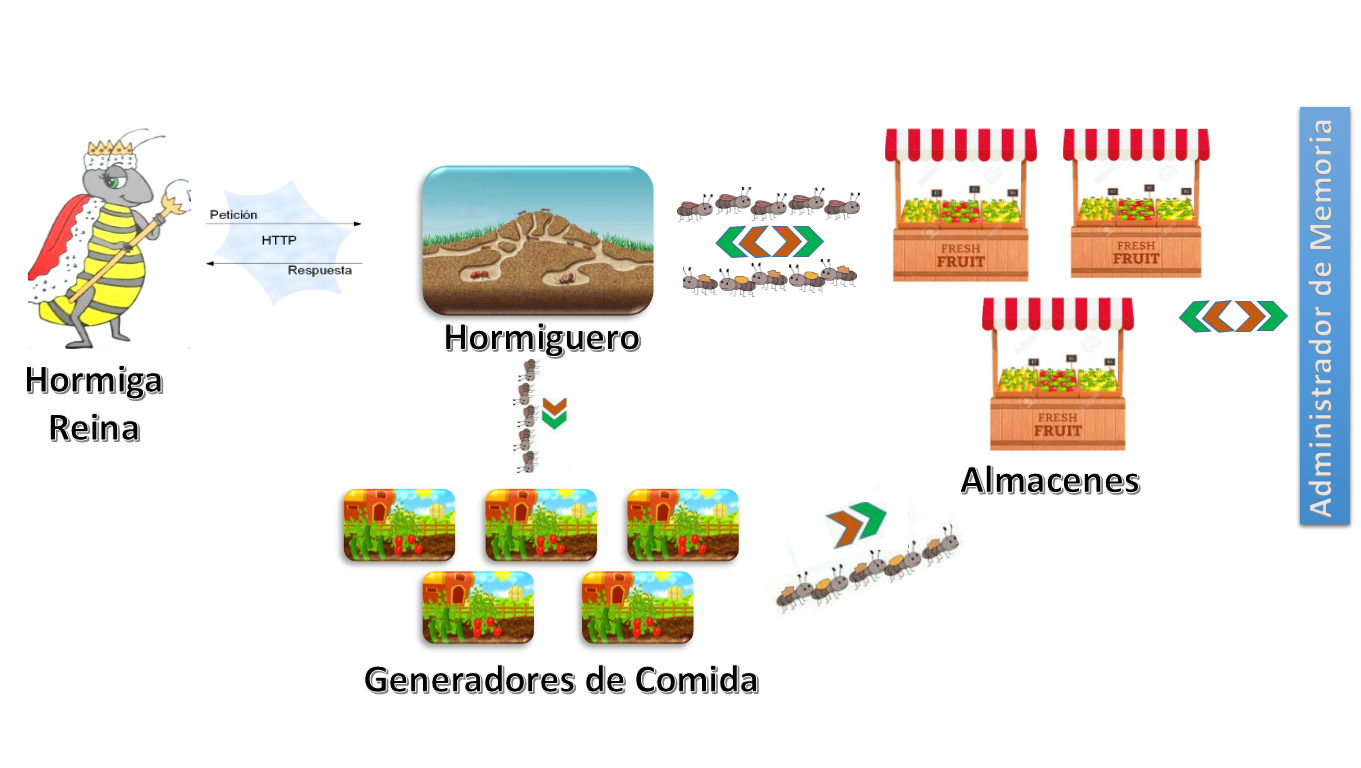 Petición
HTTP
Respuesta
Hormiga
Reina
Hormiguero
FRESH
FRUIT
FRESH
FRUIT
FRESH
FRUIT
Almacenes
Generadores de Comida
Administrador de Memoria